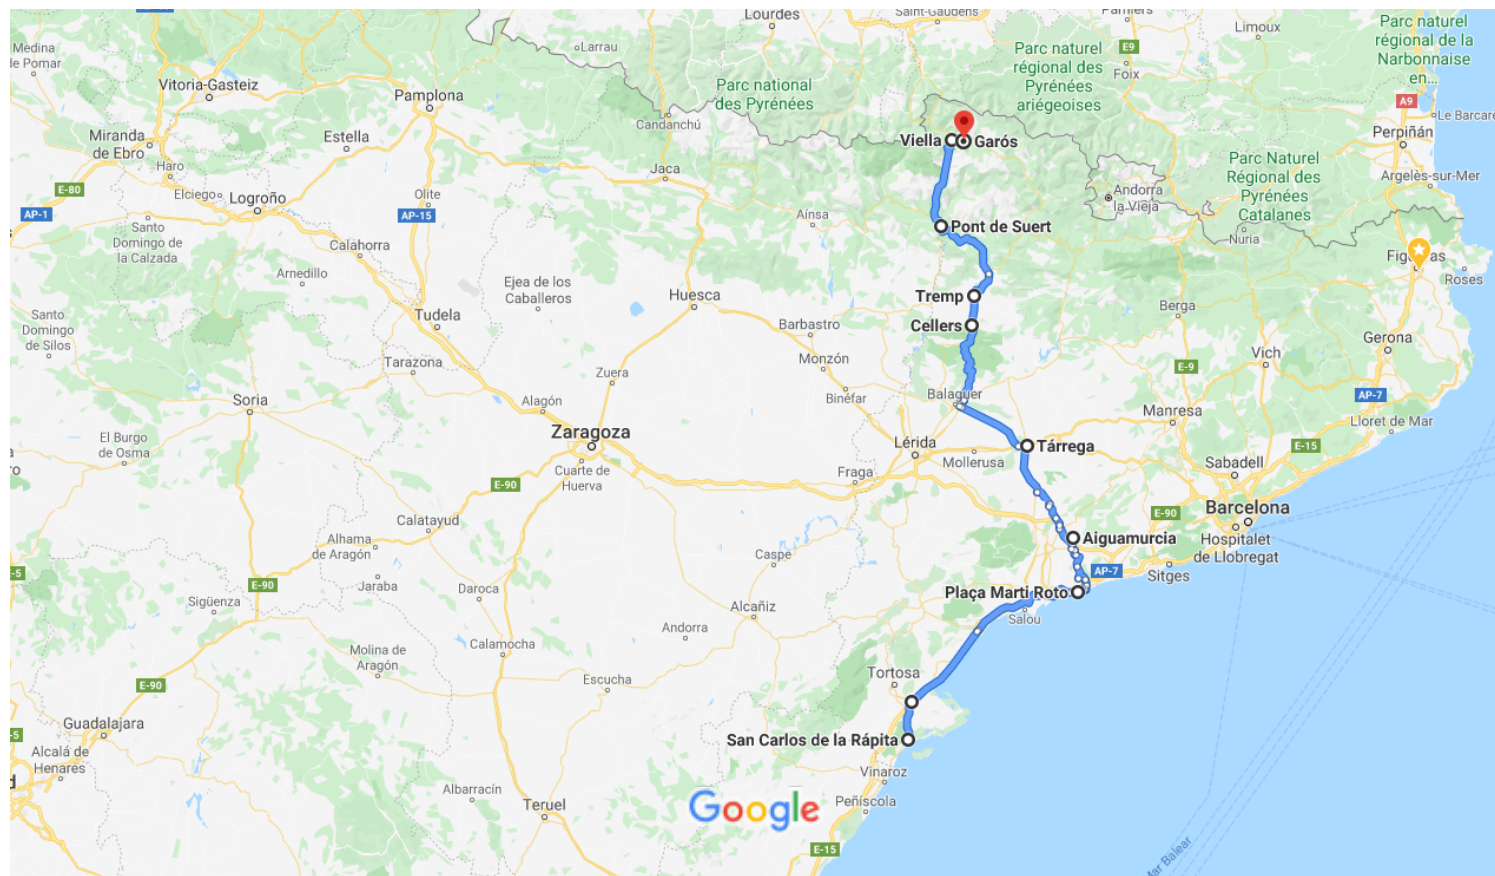 Lourdes
Saint-Gaudens
Pamiers
Limoux
Parc naturel
régional de la
Narbonnaise
en...
Medina
de Pomar
Larrau
Parc naturel
régional des
Pyrénées
ariégeoises
E9
Foix
Vitoria-Gasteiz
Pamplona
Parc national
des Pyrénées
A9
Le Barcarè
Miranda
de Ebro
Estella
Candanchú
Viella
Garós
Perpiñán
Haro
Jaca
Parc Naturel
Régional des
Pyrénées
Catalanes
Argelès-sur-Mer
E-80
Elciego
Logroño
Olite
Andorra
la Vieja
AP-1
AP-15
Aínsa
Santo
Domingo de
la Calzada
Calahorra
Pont de Suert
Nuria
Figueras
Arnedillo
Ejea de los
Caballeros
Huesca
Tremp
Roses
Santo
Domingo
de Silos
Tudela
Barbastro
Cellers
Berga
Gerona
Tarazona
Monzón
Vich
Zuera
E-9
Soria
Alagón
Binéfar
Balaguer
AP-7
Manresa
Lloret de Mar
El Burgo
de Osma
Zaragoza
Lérida
Tárrega
E-15
Mollerusa
Sabadell
Cuarte de
Huerva
Fraga
E-90
Barcelona
E-90
Calatayud
Hospitalet
de Llobregat
Alhama
de Aragón
Aiguamurcia
Caspe
AP-7
Sitges
E-90
Jaraba
Daroca
Plaça Marti Roto
Sigüenza
Alcañiz
Salou
Andorra
Calamocha
Molina de
Aragón
Tortosa
Escucha
E-90
Guadalajara
San Carlos de la Rápita
Alcalá de
Henares
Vinaroz
Albarracín
Teruel
Google
Peñíscola
E-15
Mar Balear